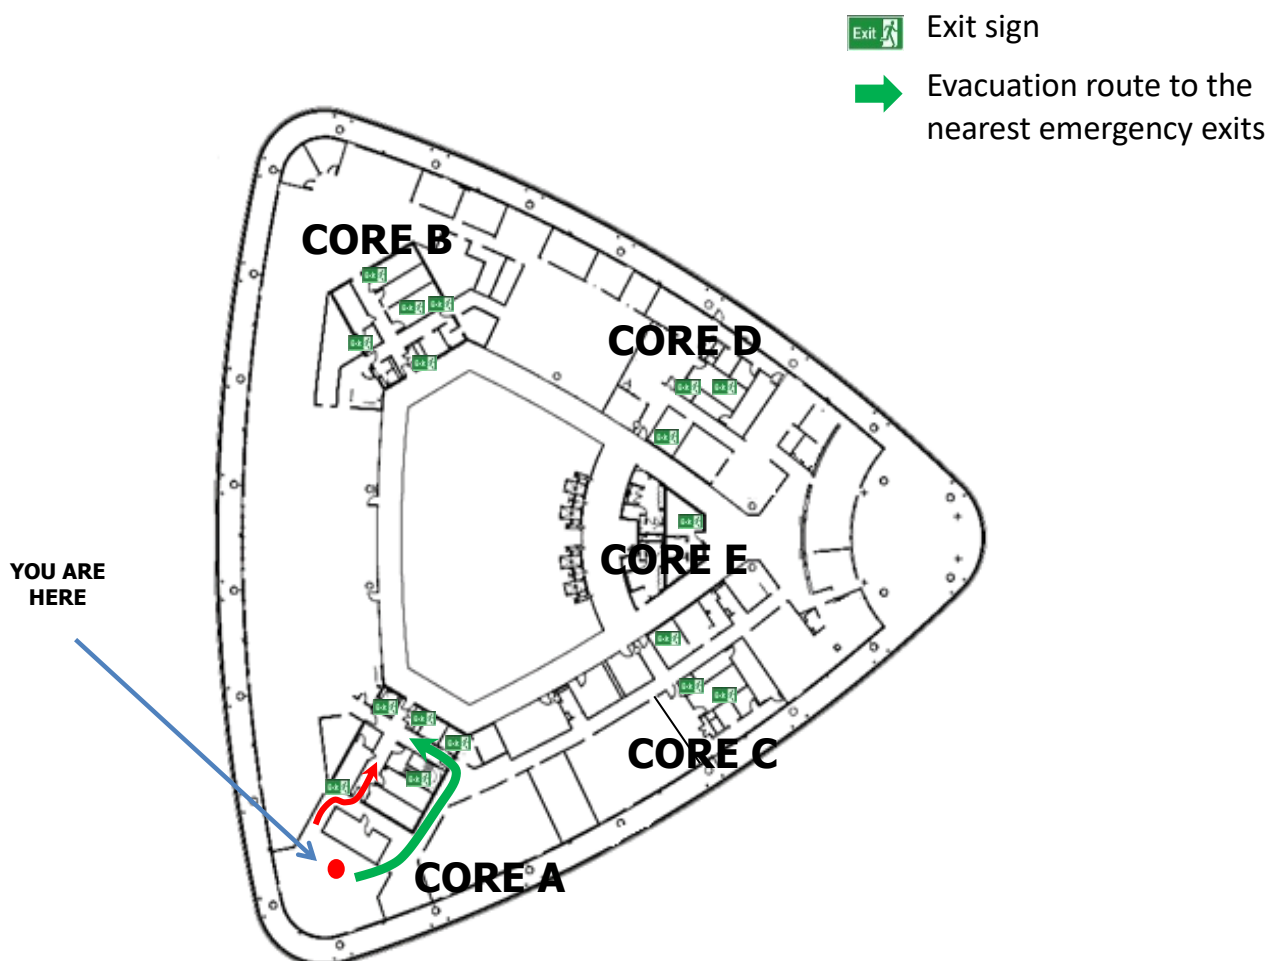 Exit
Exit sign
Evacuation route to the
nearest emergency exits
CORE B
CORE D
CORE E
YOU ARE
HERE
CORE C
CORE A